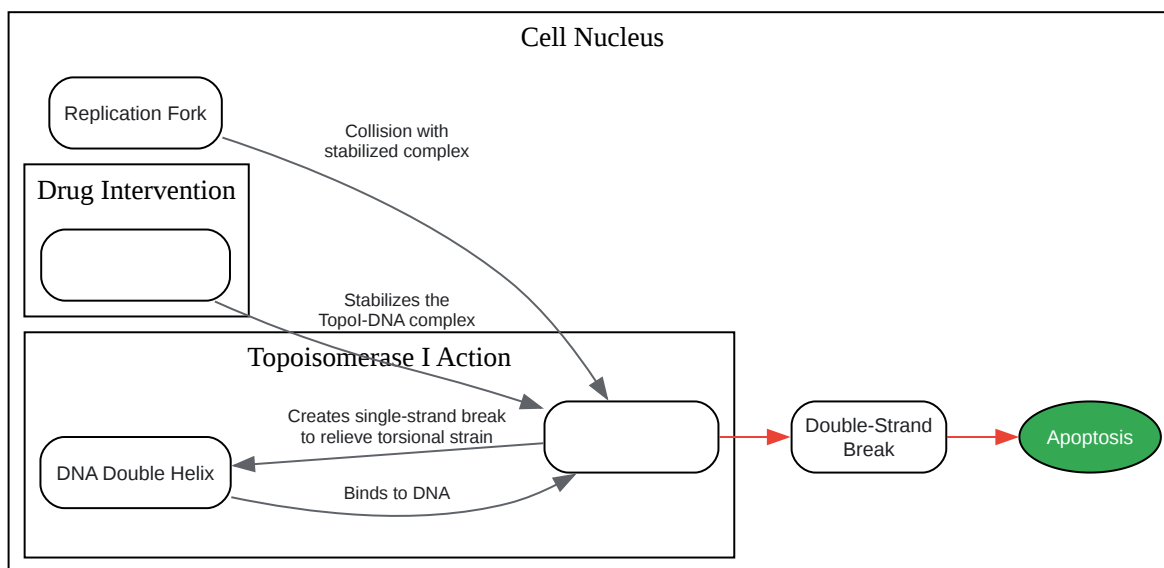 Cell Nucleus
Replication Fork
Collision with
stabilized complex
Drug Intervention
Stabilizes the
TopoI-DNA complex
Topoisomerase I Action
Creates single-strand break
to relieve torsional strain
DNA Double Helix
Binds to DNA
Double-Strand
Break
Apoptosis